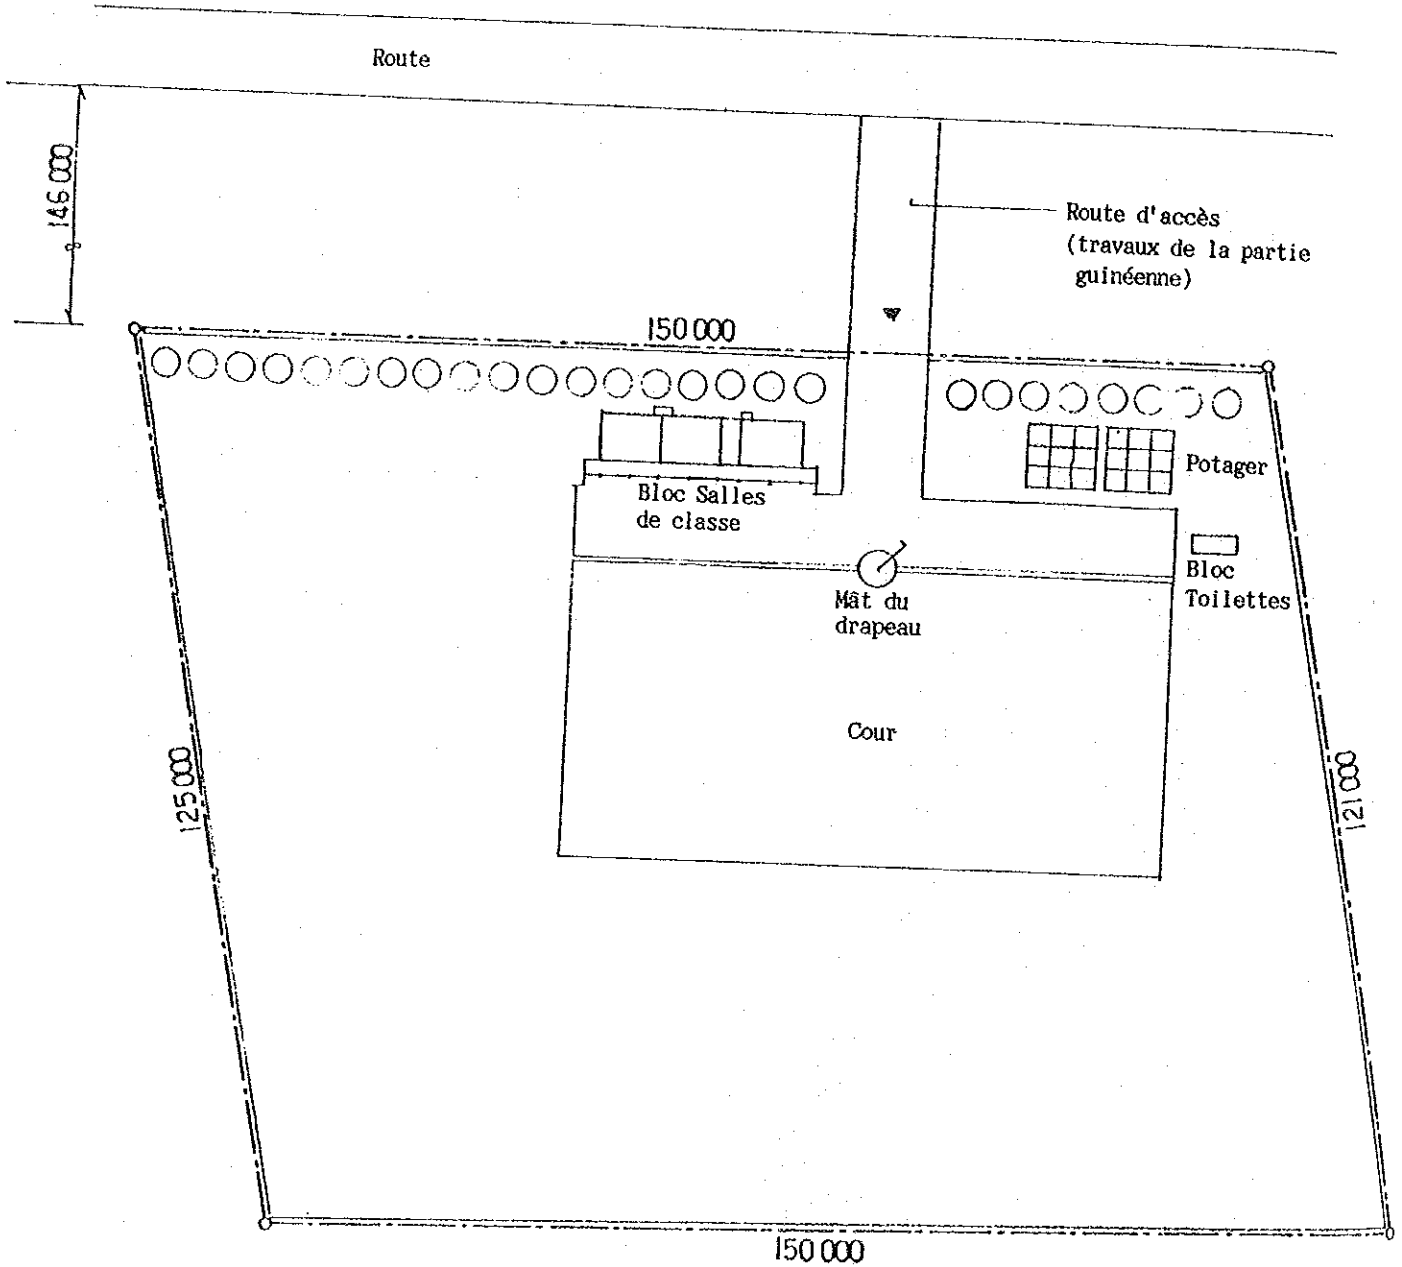 Route
146 000
Route d'accès
(travaux de la partie
guinéenne)
150 000
Potager
Bloc Salles
de classe
Bloc
Toilettes
Mât du
drapeau
Cour
125 000
121 000
150 000